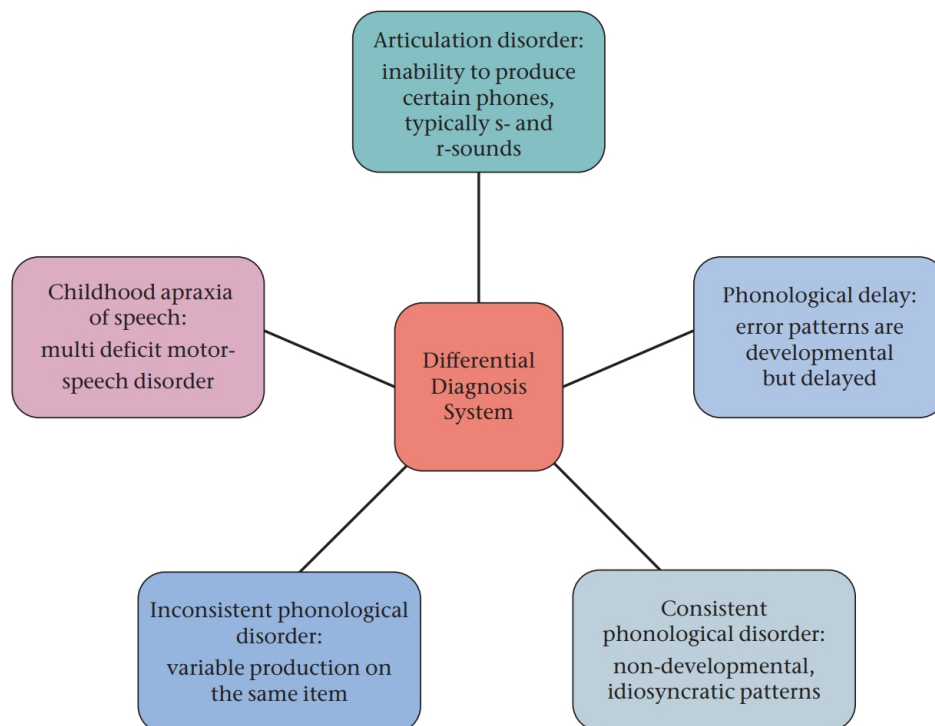 Articulation disorder:
inability to produce
certain phones,
typically s- and
r-sounds
Childhood apraxia
of speech:
multi deficit motor-
speech disorder
Differential
Diagnosis
System
Phonological delay:
error patterns are
developmental
but delayed
Inconsistent phonological
disorder:
variable production on
the same item
Consistent
phonological disorder:
non-developmental,
idiosyncratic patterns